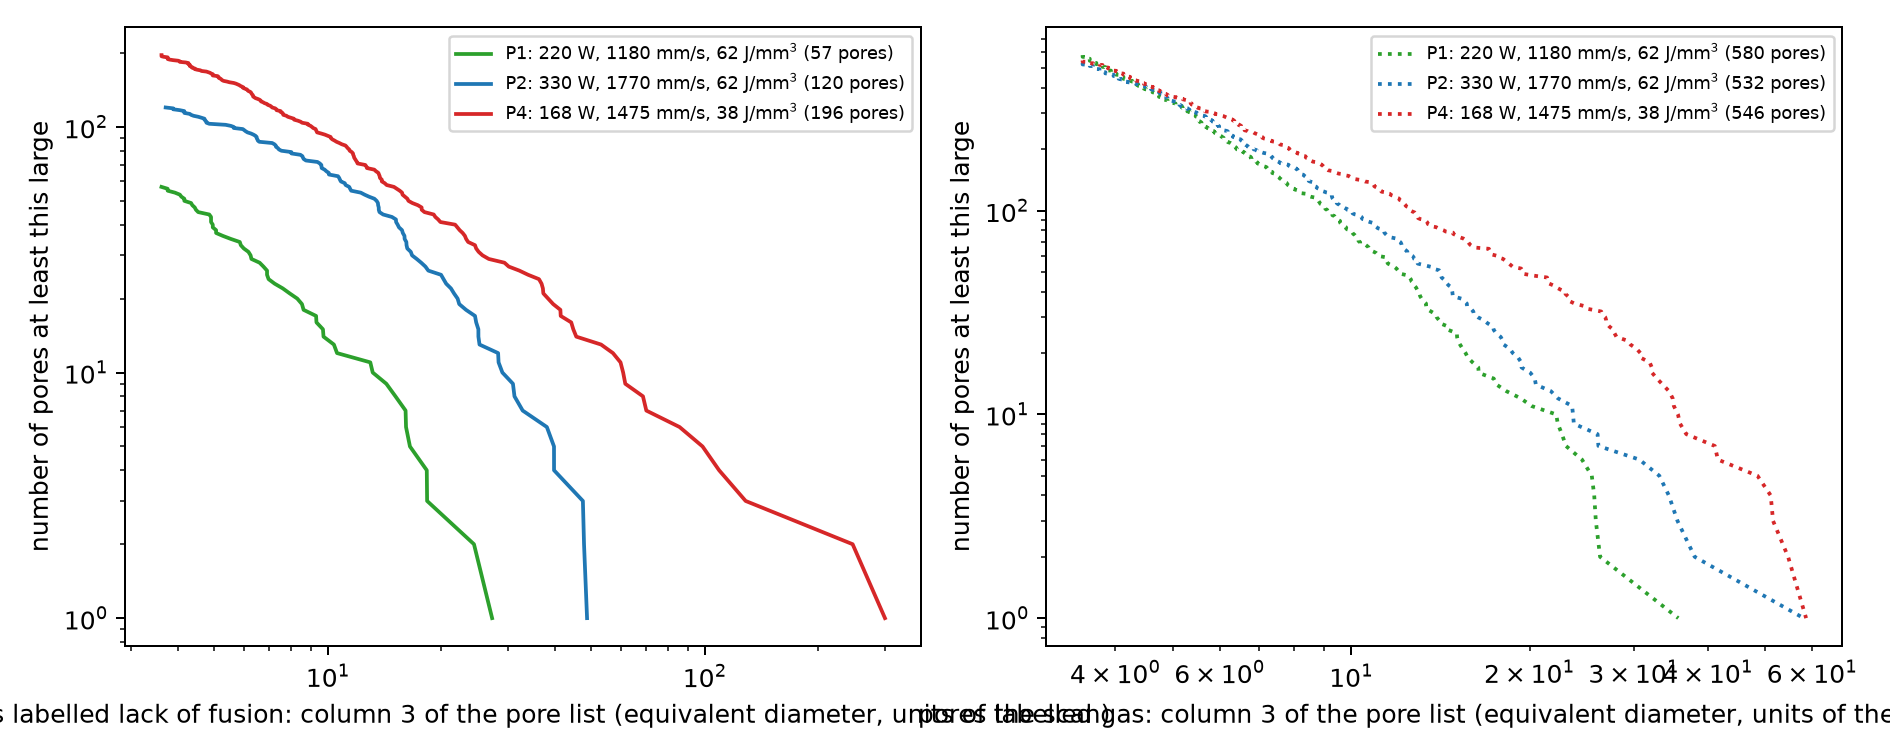 P1: 220 W, 1180 mm/s, 62 J/mm³ (57 pores)
P2: 330 W, 1770 mm/s, 62 J/mm³ (120 pores)
P4: 168 W, 1475 mm/s, 38 J/mm³ (196 pores)
number of pores at least this large
10²
10¹
10⁰
10¹ 10²
s labelled lack of fusion: column 3 of the pore list (equivalent diameter, units of the scan)
P1: 220 W, 1180 mm/s, 62 J/mm³ (580 pores)
P2: 330 W, 1770 mm/s, 62 J/mm³ (532 pores)
P4: 168 W, 1475 mm/s, 38 J/mm³ (546 pores)
number of pores at least this large
10²
10¹
10⁰
4 × 10⁰ 6 × 10⁰ 10¹ 2 × 10¹ 3 × 10¹ 4 × 10¹ 6 × 10¹
pores labelled gas: column 3 of the pore list (equivalent diameter, units of the